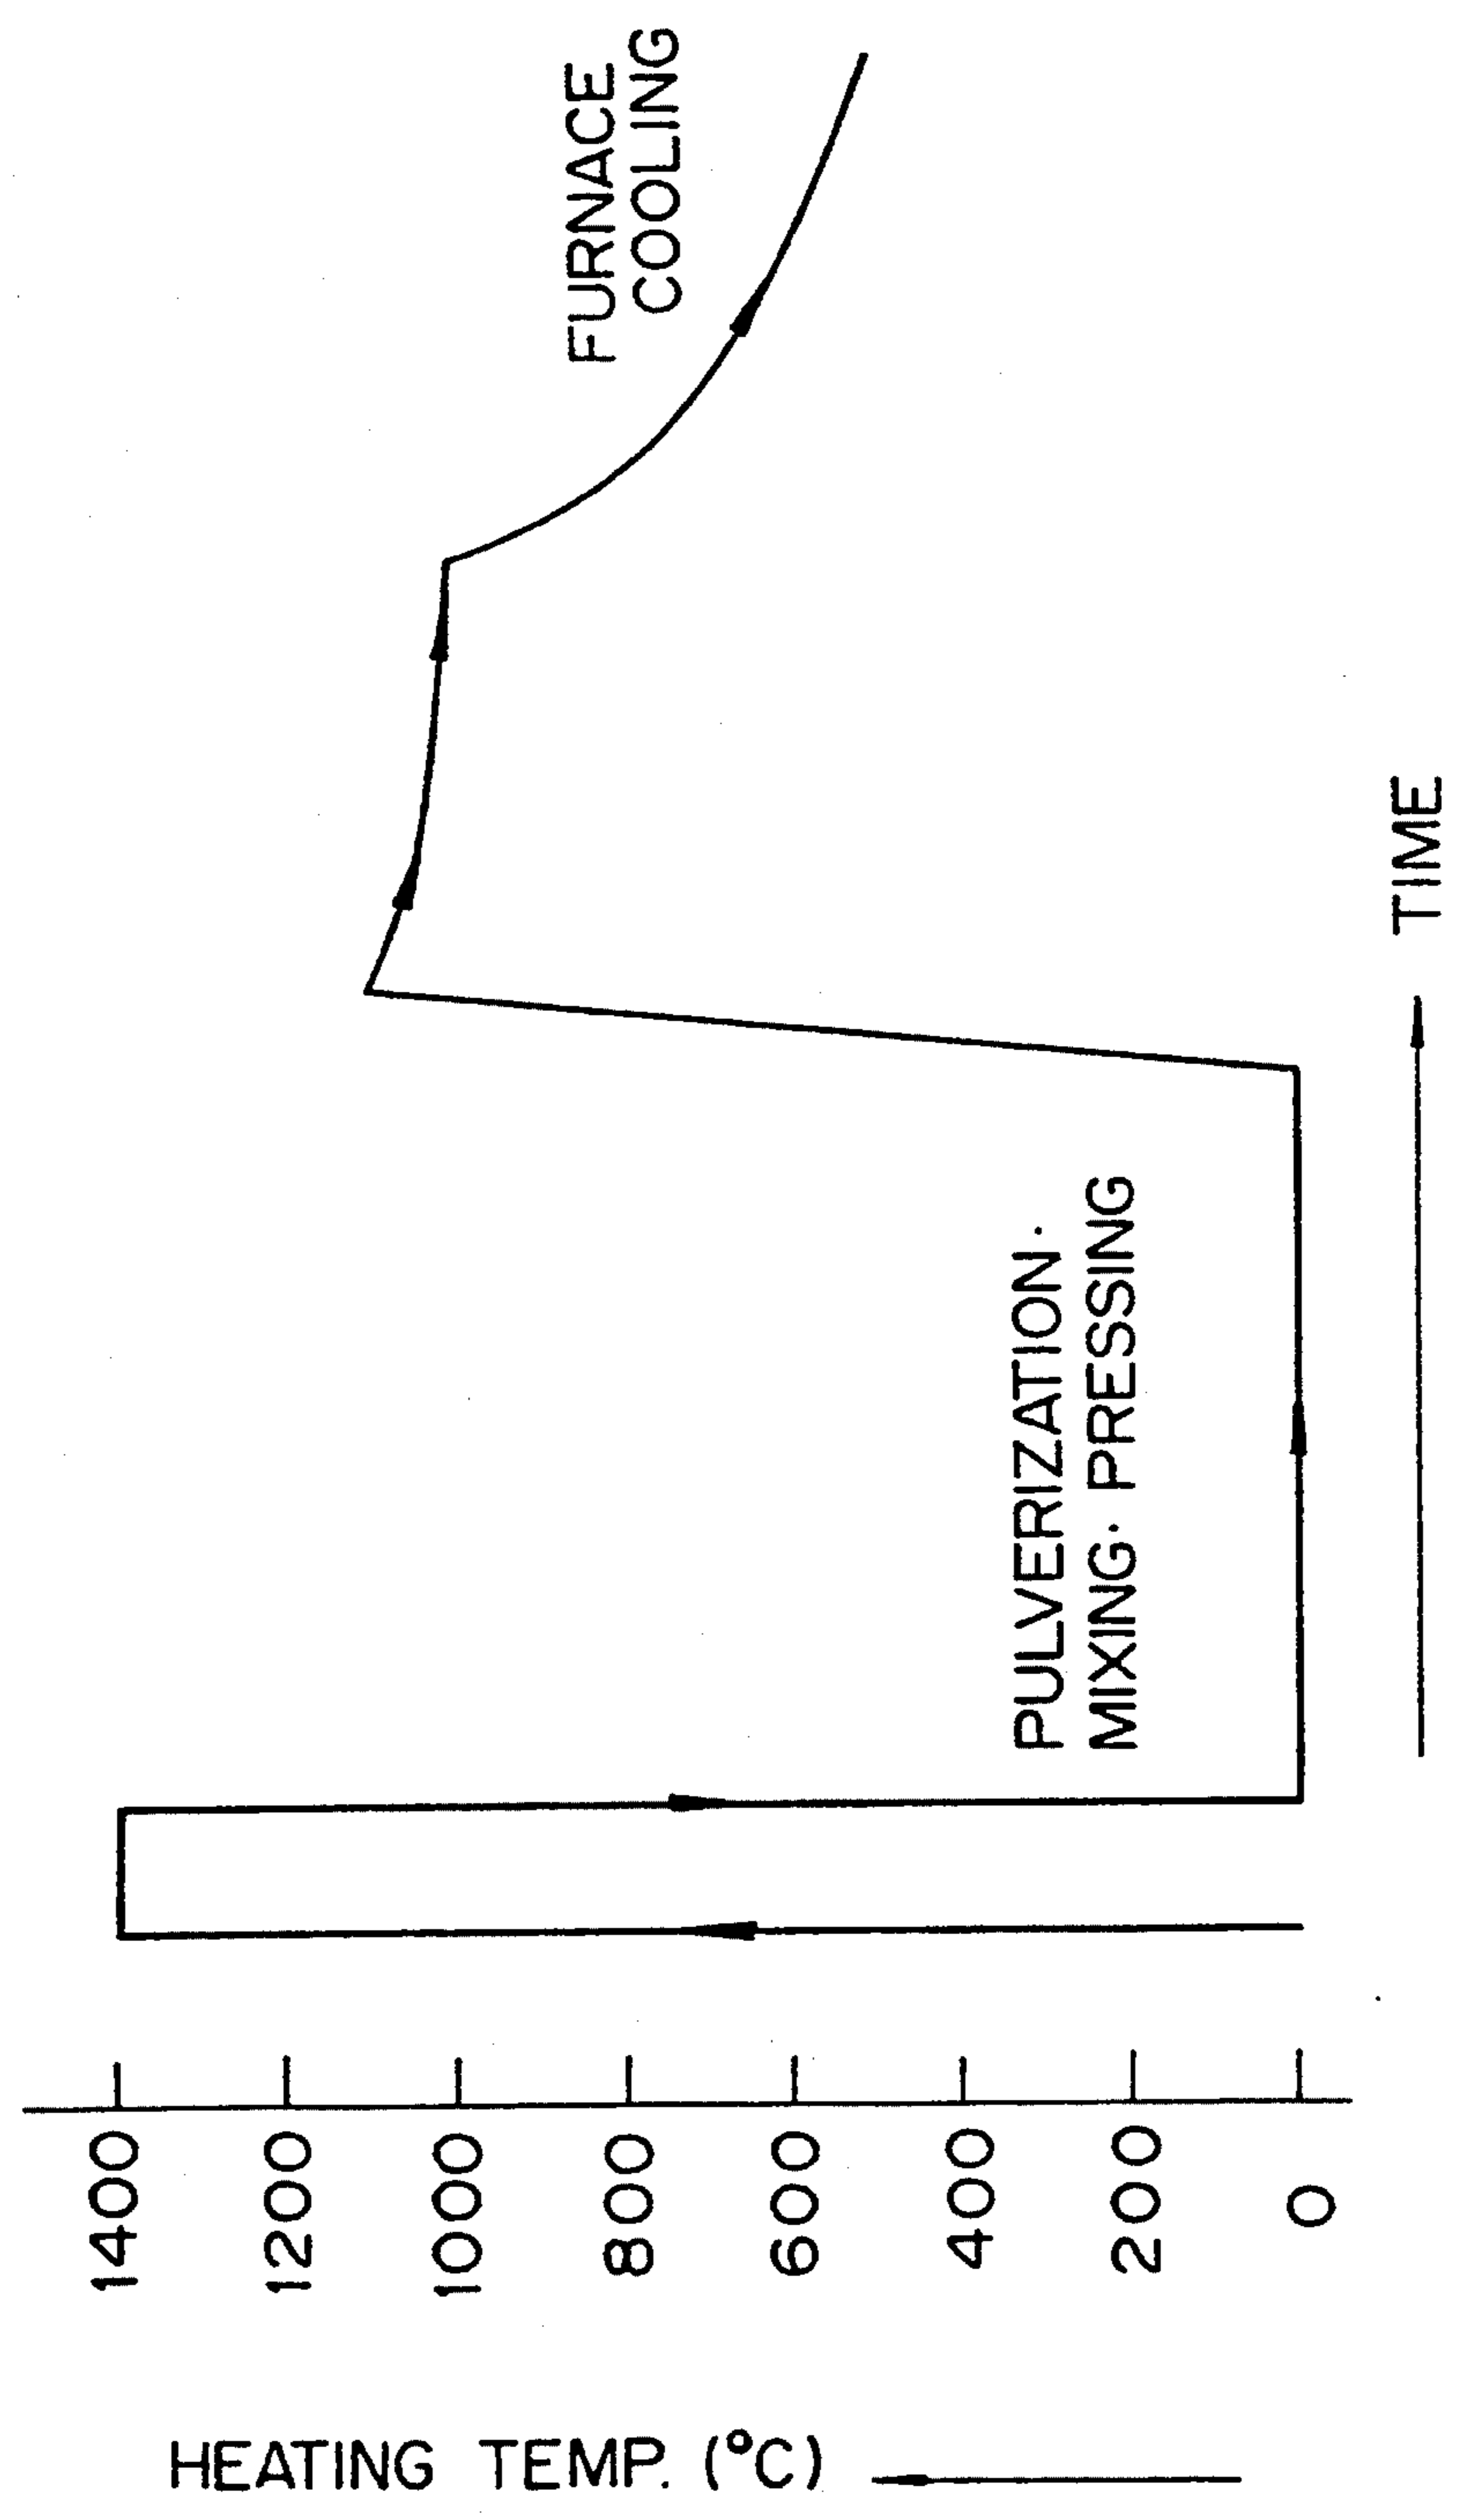 HEATING TEMP. (°C)
1400
1200
1000
800
600
400
200
0
PULVERIZATION·
MIXING· PRESSING
FURNACE
COOLING
TIME